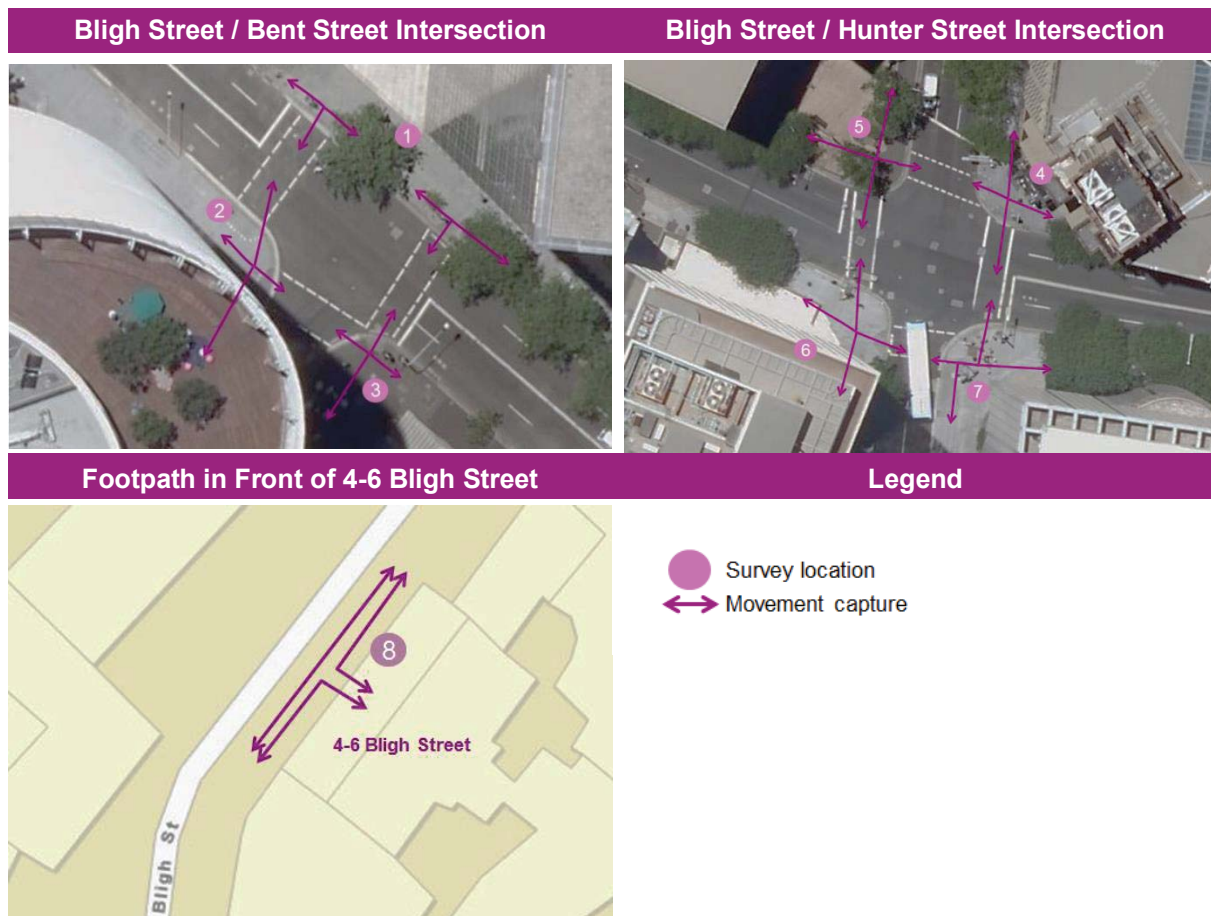 Bligh Street / Bent Street Intersection
Bligh Street / Hunter Street Intersection
1
2
3
5
4
6
7
Footpath in Front of 4-6 Bligh Street
Legend
8
4-6 Bligh Street
Bligh St
Survey location
Movement capture